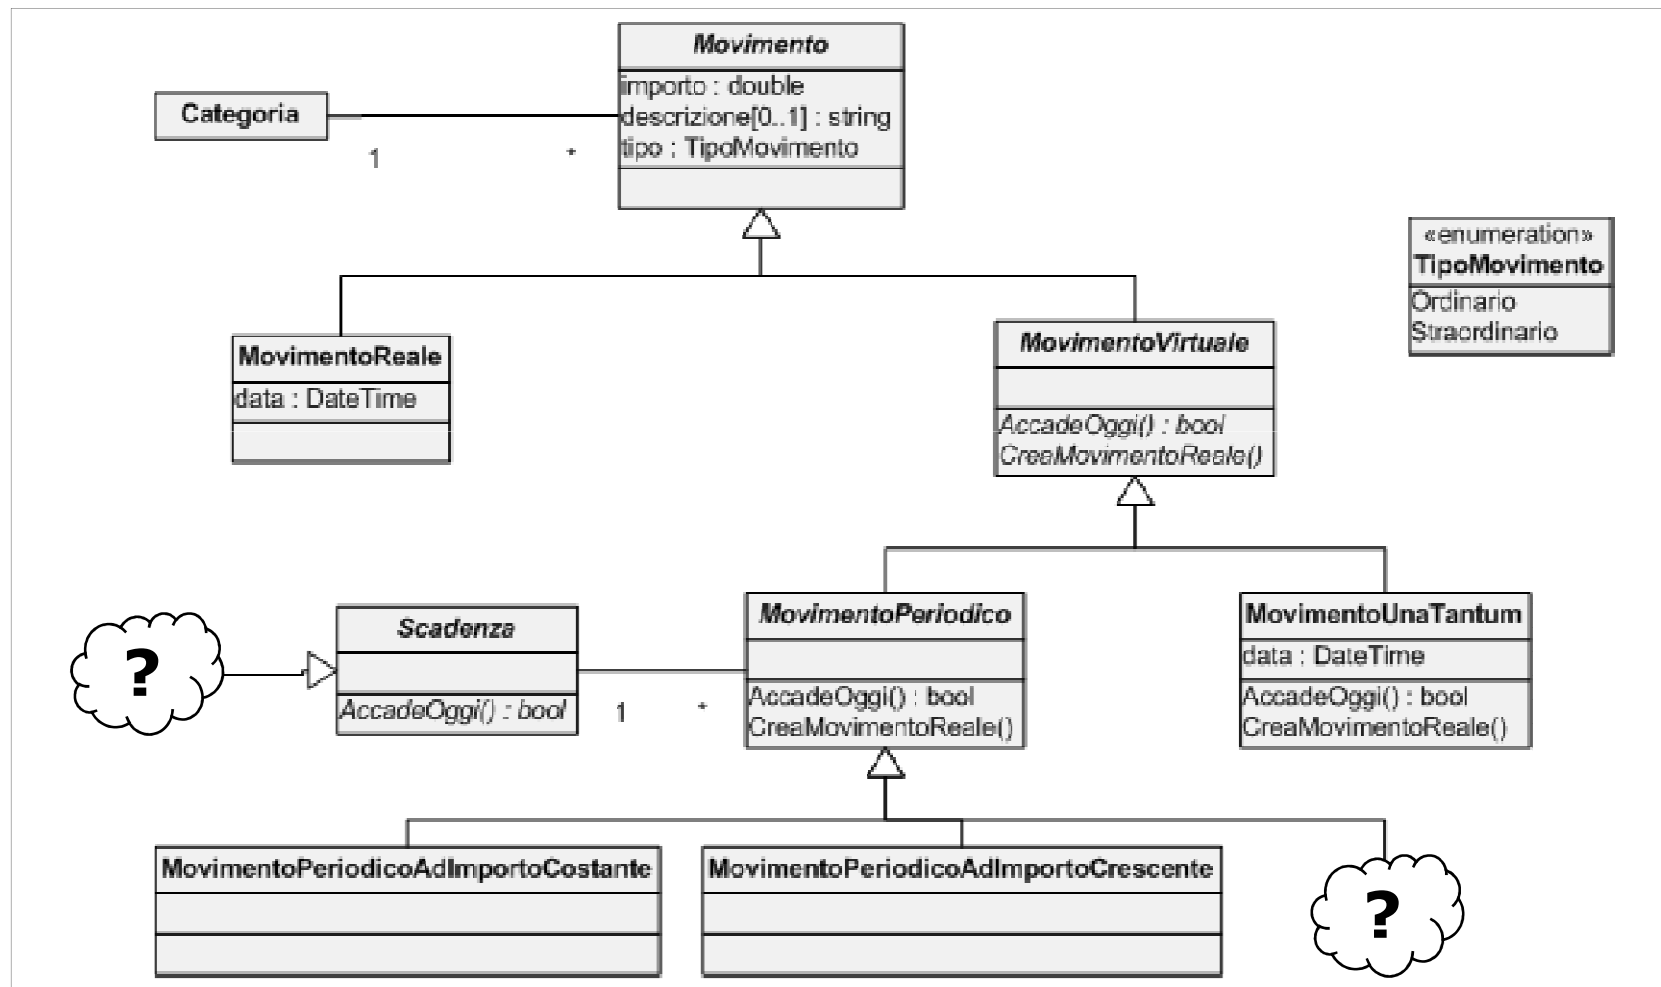 Movimento
importo : double
descrizione[0..1] : string
tipo : TipoMovimento
Categoria
1
*
«enumeration»
TipoMovimento
Ordinario
Straordinario
MovimentoReale
data : DateTime
MovimentoVirtuale
AccadeOggi() : bool
CreaMovimentoReale()
?
Scadenza
AccadeOggi() : bool
1
*
MovimentoPeriodico
AccadeOggi() : bool
CreaMovimentoReale()
MovimentoUnaTantum
data : DateTime
AccadeOggi() : bool
CreaMovimentoReale()
MovimentoPeriodicoAdImportoCostante
MovimentoPeriodicoAdImportoCrescente
?